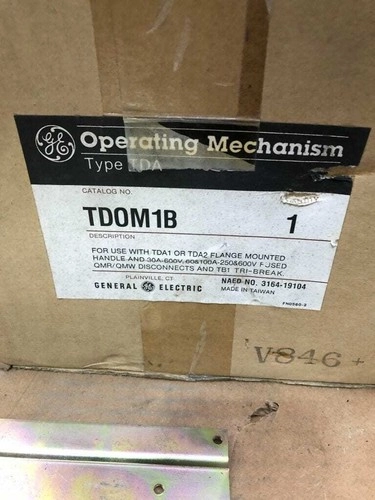 GE Operating Mechanism
Type TDA
CATALOG NO.
TDOM1B 1
DESCRIPTION
FOR USE WITH TDA1 OR TDA2 FLANGE MOUNTED
HANDLE AND 30A-600V, 60&100A-250&600V FUSED
QMR/QMW DISCONNECTS AND TB1 TRI-BREAK.
PLAINVILLE, CT. NAED NO. 3164-19104
GENERAL GE ELECTRIC MADE IN TAIWAN
V846 +